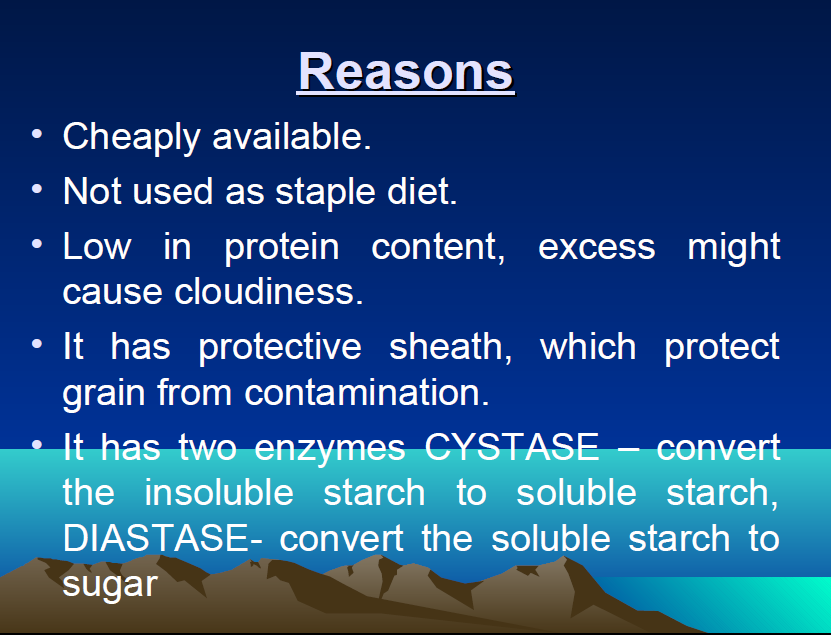 Reasons
• Cheaply available.
• Not used as staple diet.
• Low in protein content, excess might
cause cloudiness.
• It has protective sheath, which protect
grain from contamination.
• It has two enzymes CYSTASE – convert
the insoluble starch to soluble starch,
DIASTASE- convert the soluble starch to
sugar